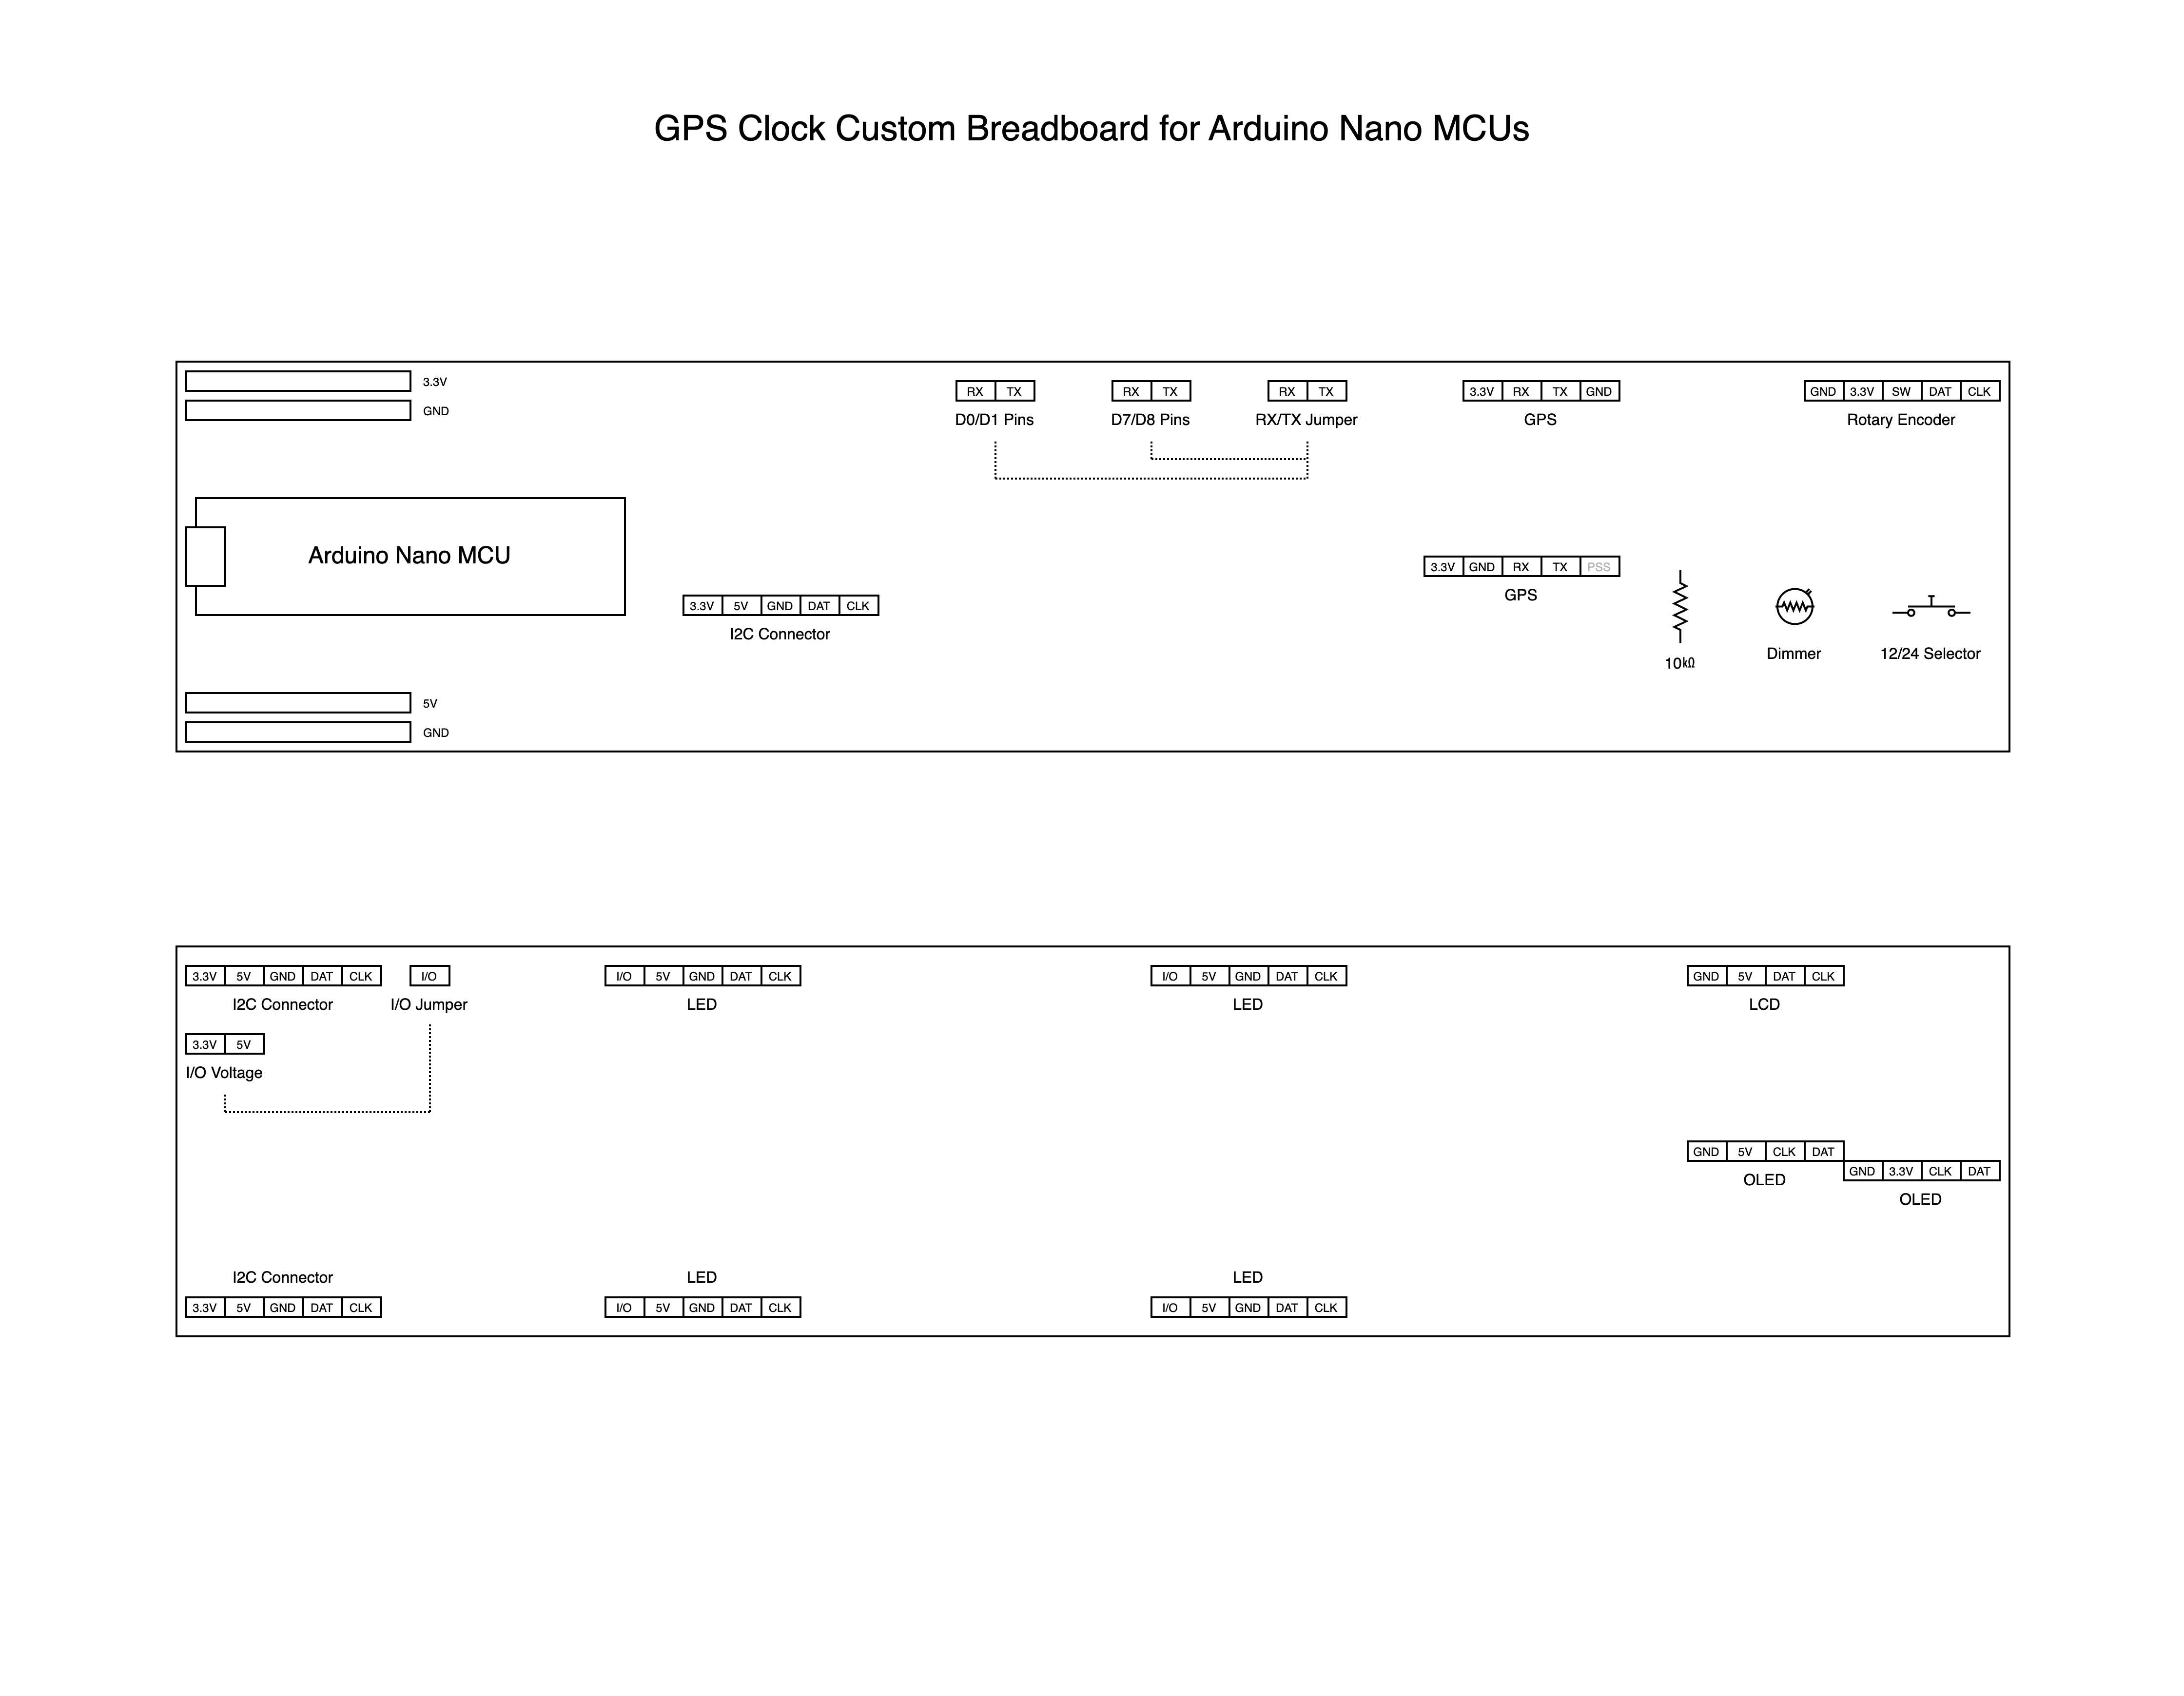 GPS Clock Custom Breadboard for Arduino Nano MCUs
3.3V
GND
RX TX
D0/D1 Pins
RX TX
D7/D8 Pins
RX TX
RX/TX Jumper
3.3V RX TX GND
GPS
GND 3.3V SW DAT CLK
Rotary Encoder
Arduino Nano MCU
3.3V 5V GND DAT CLK
I2C Connector
3.3V GND RX TX PSS
GPS
10㏀
Dimmer
12/24 Selector
5V
GND
3.3V 5V GND DAT CLK
I2C Connector
I/O
I/O Jumper
I/O 5V GND DAT CLK
LED
I/O 5V GND DAT CLK
LED
GND 5V DAT CLK
LCD
3.3V 5V
I/O Voltage
GND 5V CLK DAT
OLED
GND 3.3V CLK DAT
OLED
I2C Connector
3.3V 5V GND DAT CLK
LED
I/O 5V GND DAT CLK
LED
I/O 5V GND DAT CLK